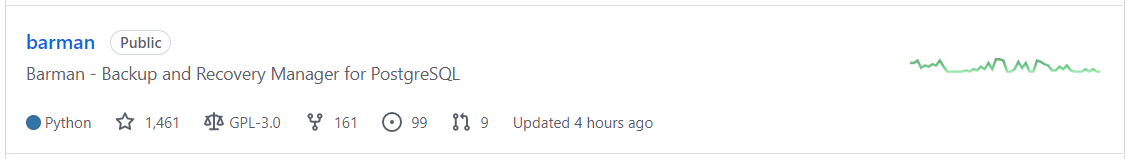 barman Public
Barman - Backup and Recovery Manager for PostgreSQL
Python 1,461 GPL-3.0 161 99 9 Updated 4 hours ago